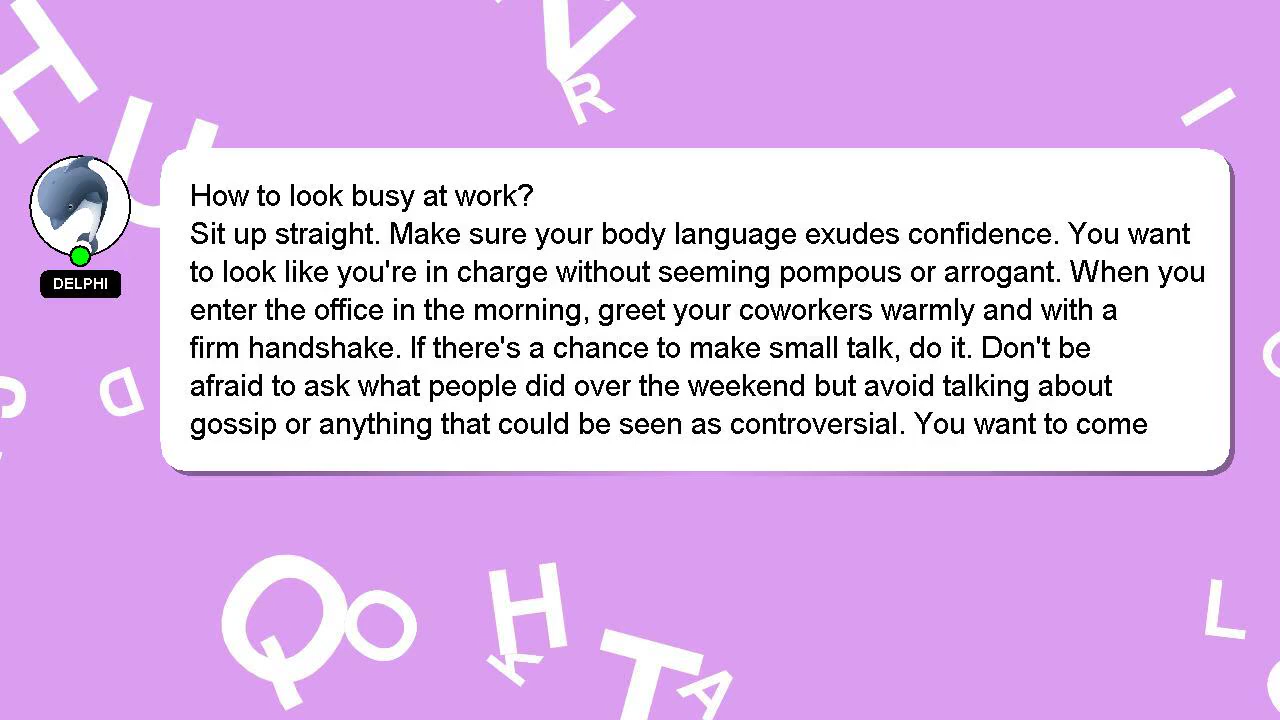 H
U
V
R
I
How to look busy at work?
Sit up straight. Make sure your body language exudes confidence. You want
to look like you're in charge without seeming pompous or arrogant. When you
enter the office in the morning, greet your coworkers warmly and with a
firm handshake. If there's a chance to make small talk, do it. Don't be
afraid to ask what people did over the weekend but avoid talking about
gossip or anything that could be seen as controversial. You want to come
DELPHI
S
D
Q
O
H
K
T
A
L